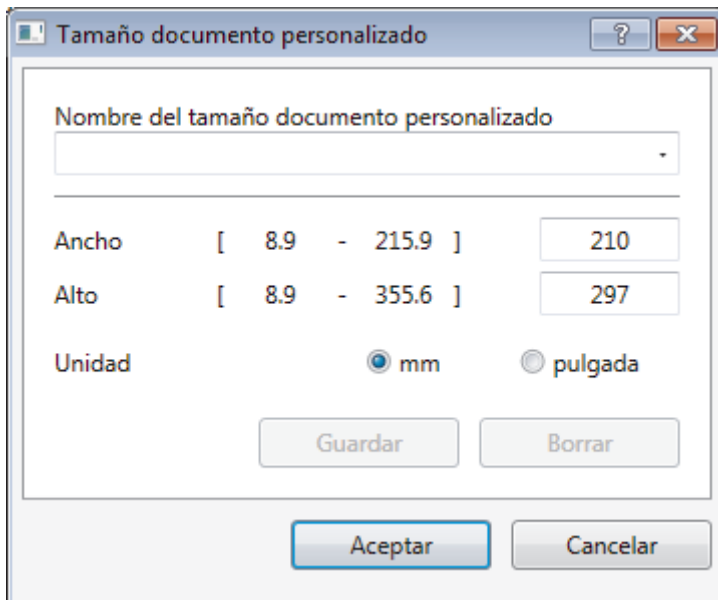 Tamaño documento personalizado
Nombre del tamaño documento personalizado
Ancho [ 8.9 - 215.9 ] 210
Alto [ 8.9 - 355.6 ] 297
Unidad mm pulgada
Guardar Borrar
Aceptar Cancelar